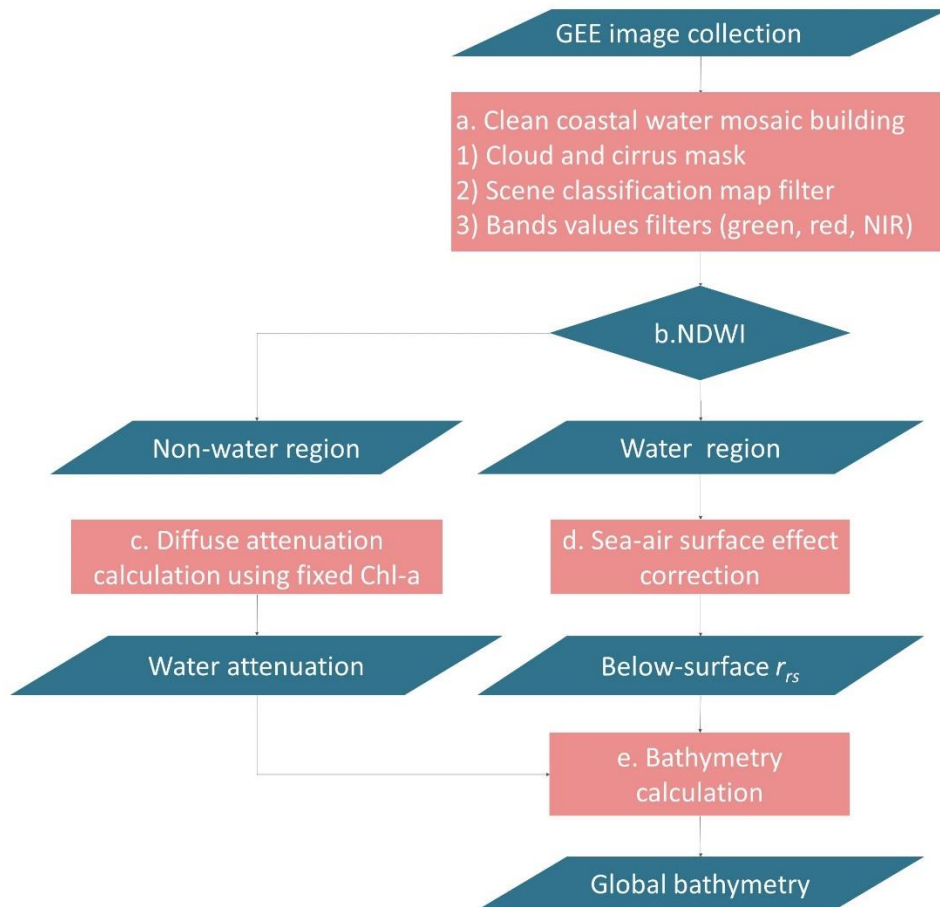 GEE image collection
a. Clean coastal water mosaic building
1) Cloud and cirrus mask
2) Scene classification map filter
3) Bands values filters (green, red, NIR)
b.NDWI
Non-water region
Water region
c. Diffuse attenuation
calculation using fixed Chl-a
d. Sea-air surface effect
correction
Water attenuation
Below-surface rrs
e. Bathymetry
calculation
Global bathymetry